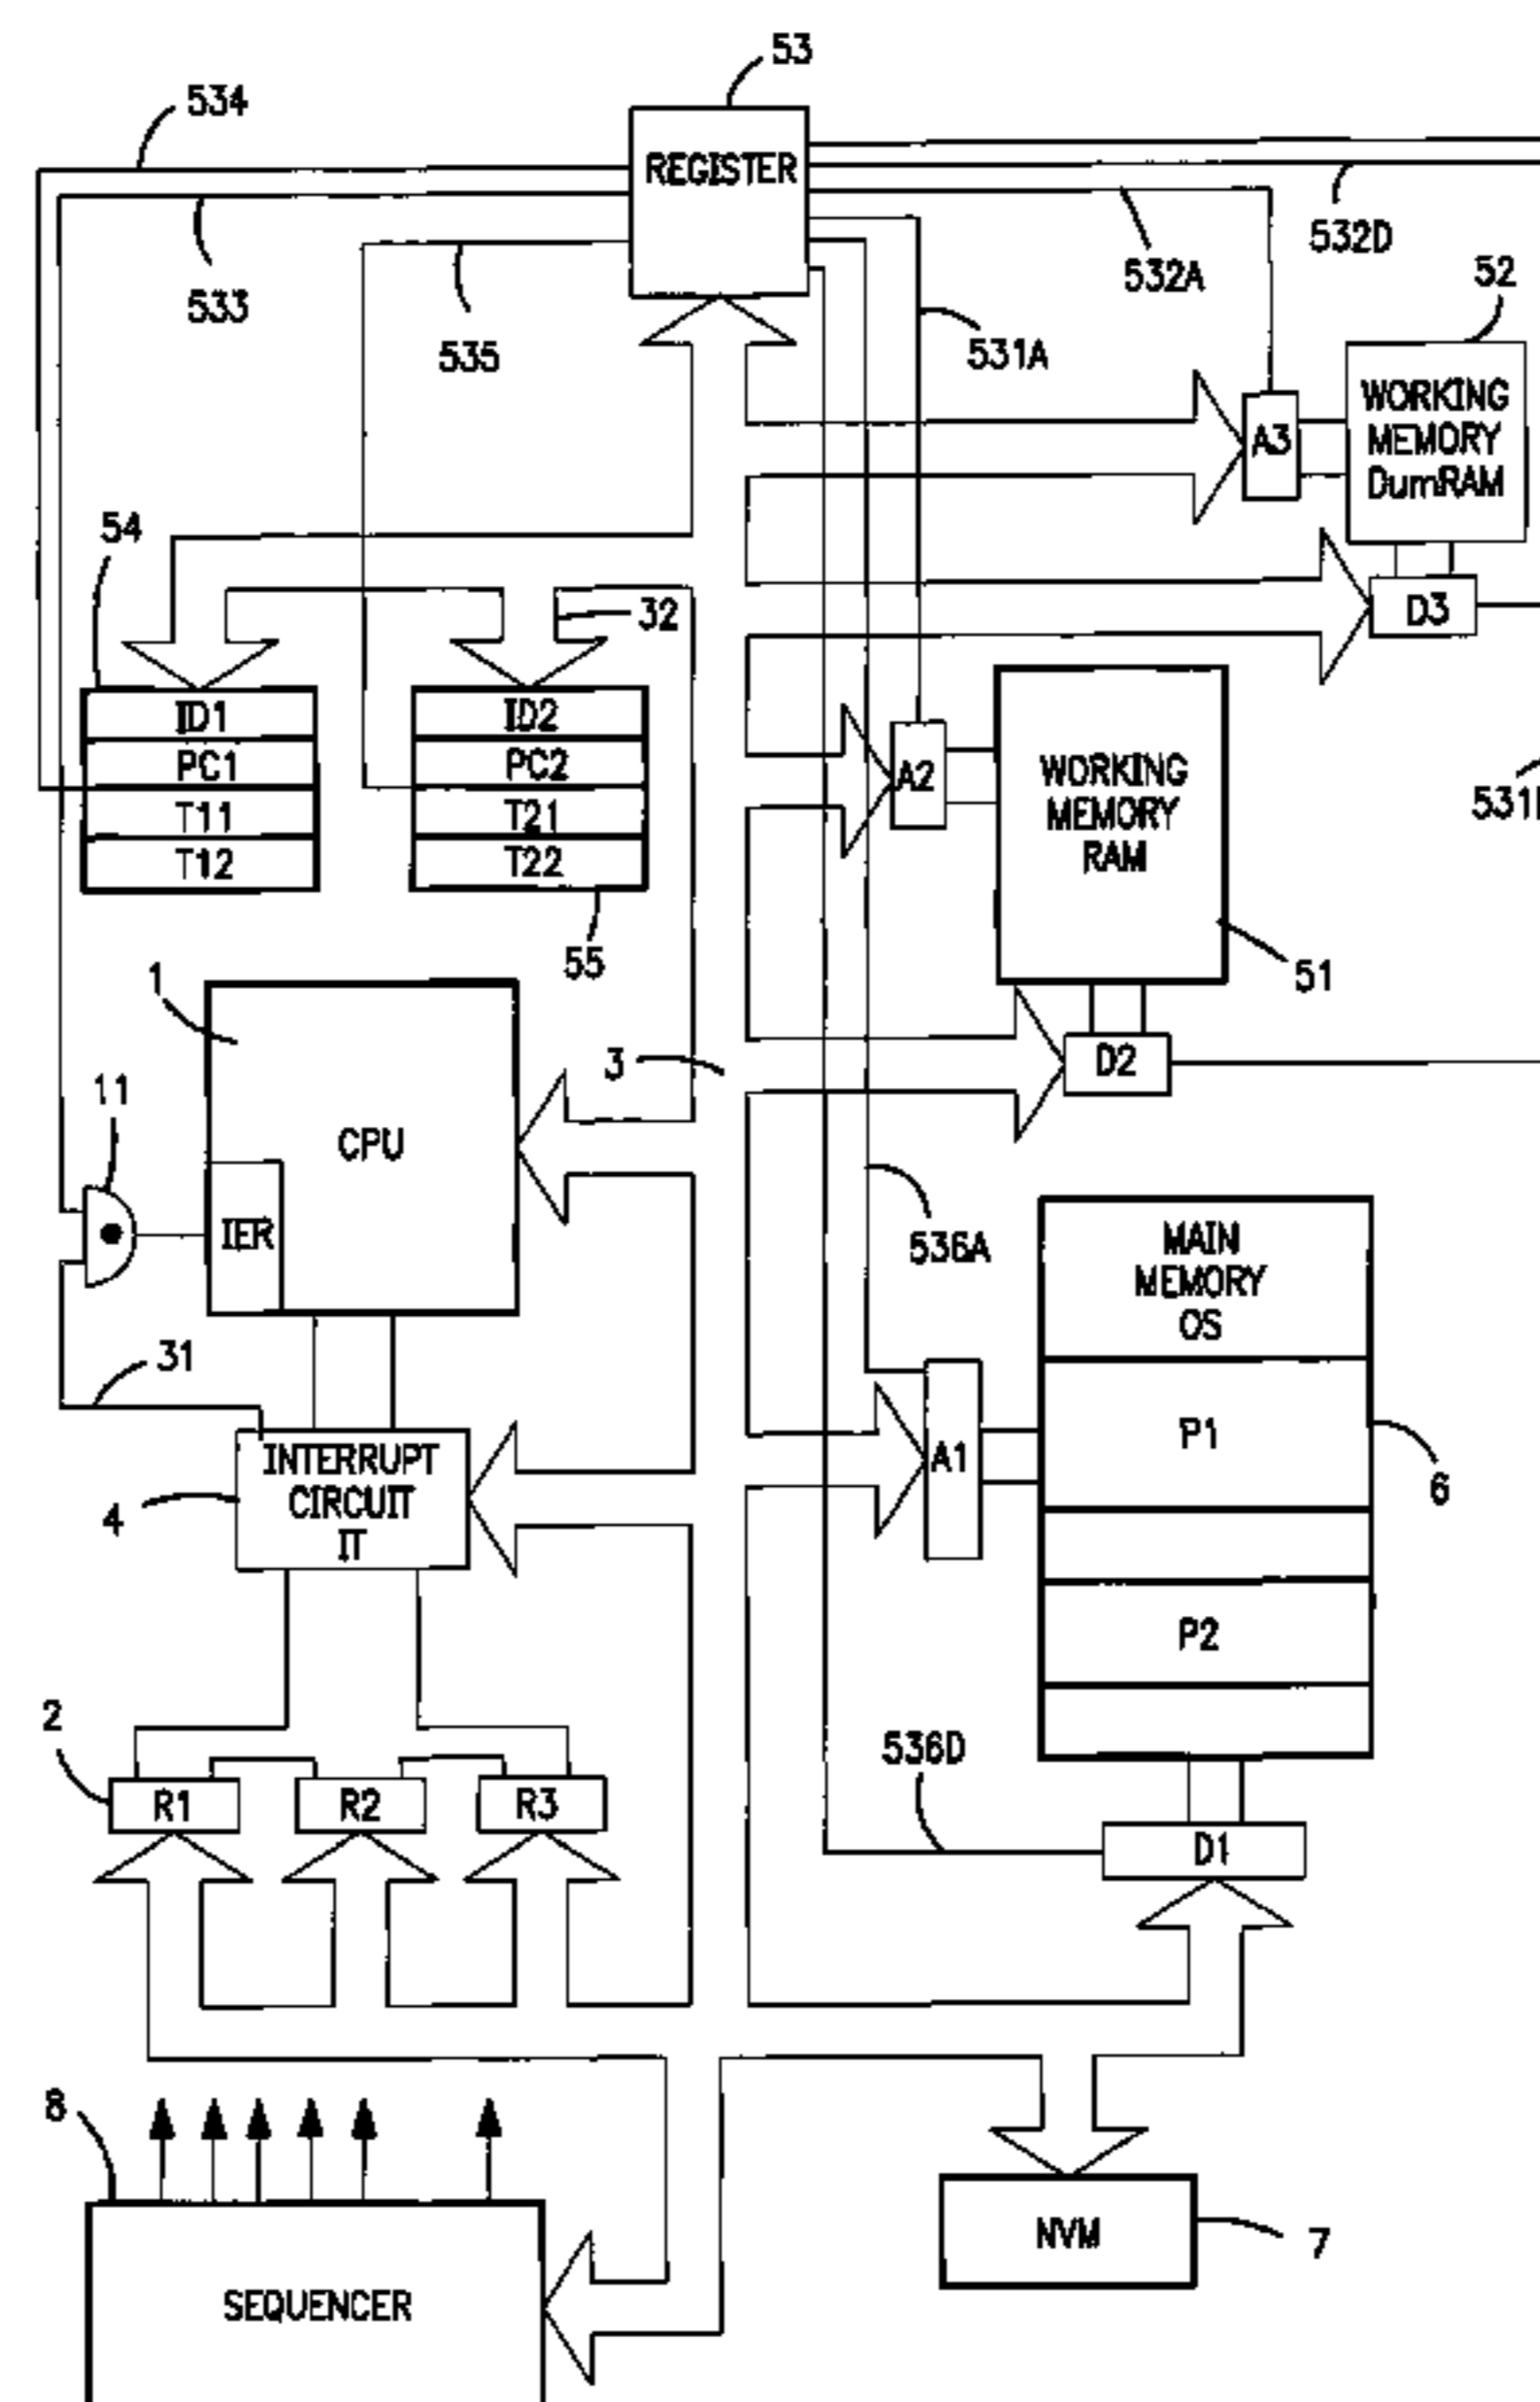 53
534
REGISTER
532D
533
532A
52
535
531A
WORKING
MEMORY
DumRAM
A3
54
32
D3
ID1
PC1
T11
T12
ID2
PC2
T21
T22
A2
WORKING
MEMORY
RAM
55
51
1
3
D2
11
CPU
IER
536A
MAIN
MEMORY
OS
31
P1
A1
6
INTERRUPT
CIRCUIT
IT
4
P2
2
536D
R1
R2
R3
D1
8
NVM
7
SEQUENCER